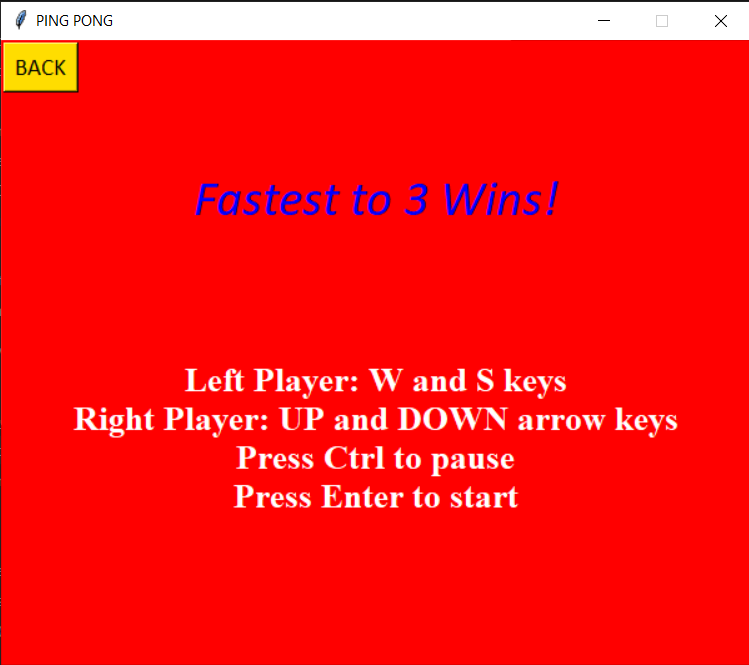 PING PONG
BACK
Fastest to 3 Wins!
Left Player: W and S keys
Right Player: UP and DOWN arrow keys
Press Ctrl to pause
Press Enter to start